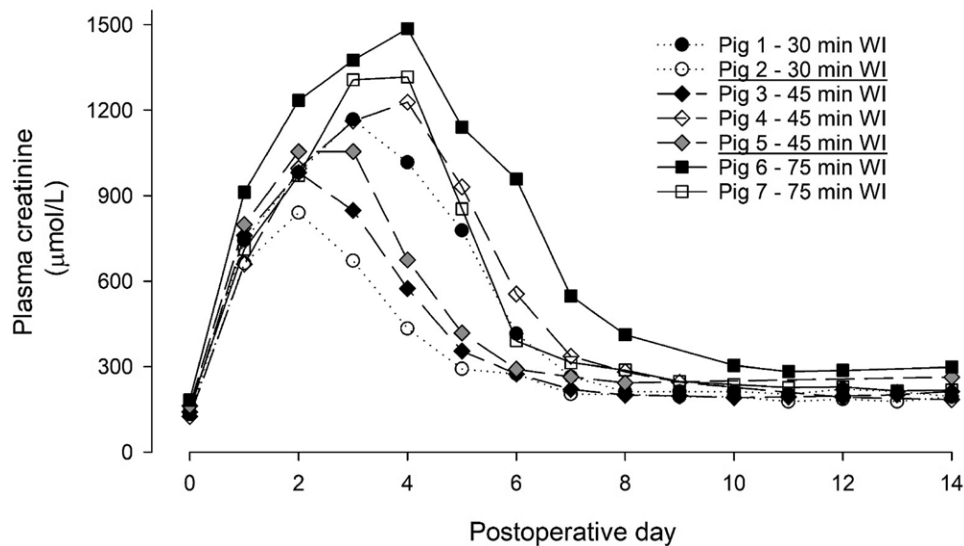 1500
1200
900
600
300
0
Plasma creatinine
(μmol/L)
Pig 1 - 30 min WI
Pig 2 - 30 min WI
Pig 3 - 45 min WI
Pig 4 - 45 min WI
Pig 5 - 45 min WI
Pig 6 - 75 min WI
Pig 7 - 75 min WI
0 2 4 6 8 10 12 14
Postoperative day